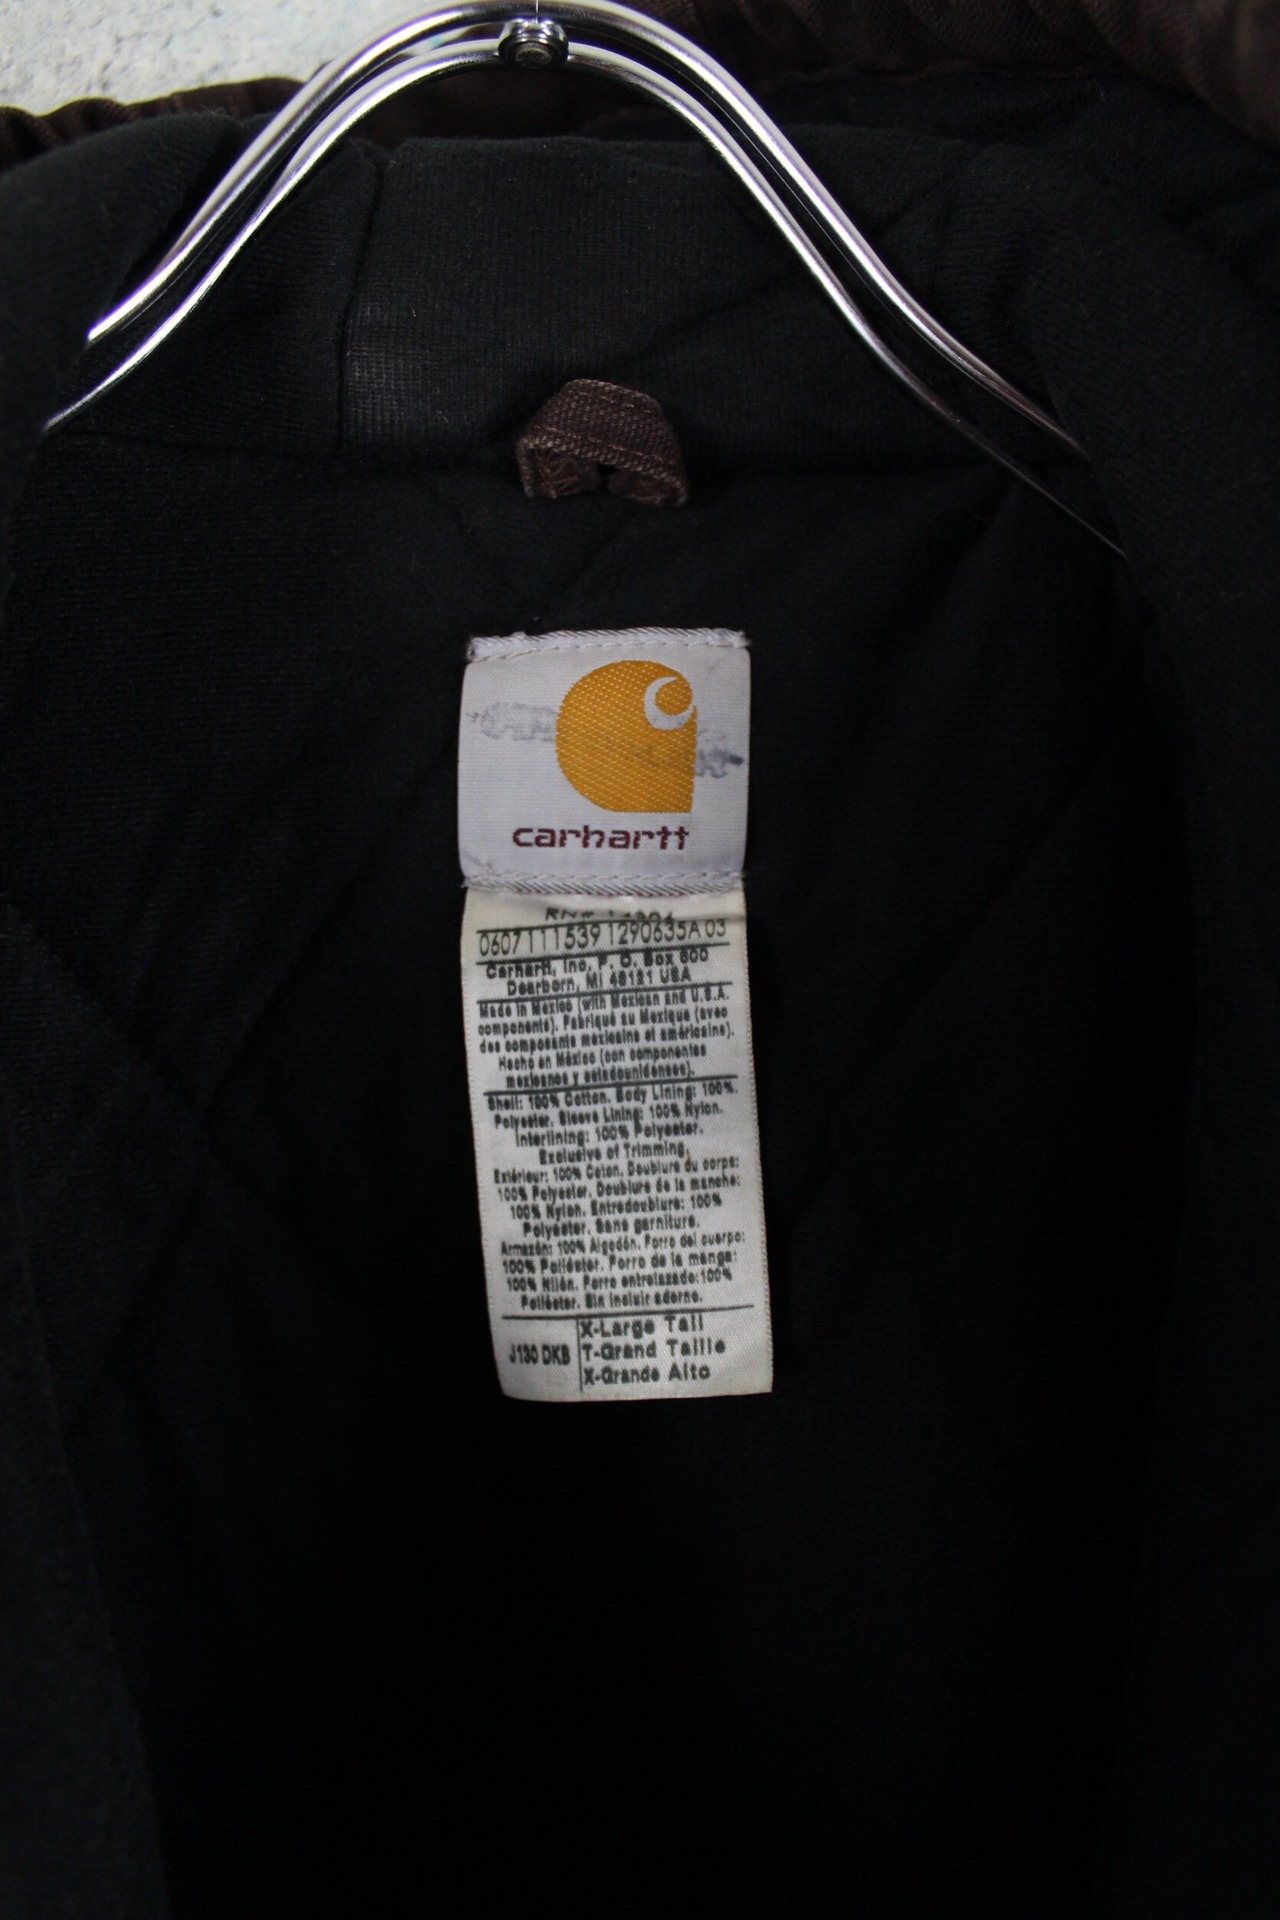 carhartt
RN# 14806
0607111539 1290635A 03
Carhartt, Inc. P. O. Box 600
Dearborn, MI 48121 USA
Made in Mexico (with Mexican and U.S.A.
components). Fabriqué au Mexique (avec
des composants mexicains et américains).
Hecho en México (con componentes
mexicanos y estadounidenses).
Shell: 100% Cotton. Body Lining: 100%
Polyester. Sleeve Lining: 100% Nylon.
Interlining: 100% Polyester.
Exclusive of Trimming.
Extérieur: 100% Coton. Doublure du corps:
100% Polyester. Doublure de la manche:
100% Nylon. Entredoublure: 100%
Polyester. Sans garniture.
Armazón: 100% Algodón. Forro del cuerpo:
100% Poliéster. Forro de la manga:
100% Nilón. Forro entrelazado:100%
Poliéster. Sin incluir adorno.
J130 DKB
X-Large Tall
T-Grand Taille
X-Grande Alto